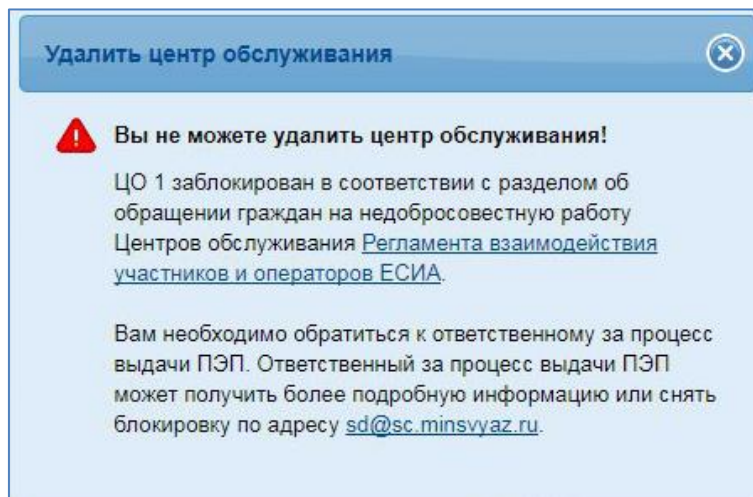 Удалить центр обслуживания
Вы не можете удалить центр обслуживания!
ЦО 1 заблокирован в соответствии с разделом об
обращении граждан на недобросовестную работу
Центров обслуживания Регламента взаимодействия
участников и операторов ЕСИА.
Вам необходимо обратиться к ответственному за процесс
выдачи ПЭП. Ответственный за процесс выдачи ПЭП
может получить более подробную информацию или снять
блокировку по адресу sd@sc.minsvyaz.ru.